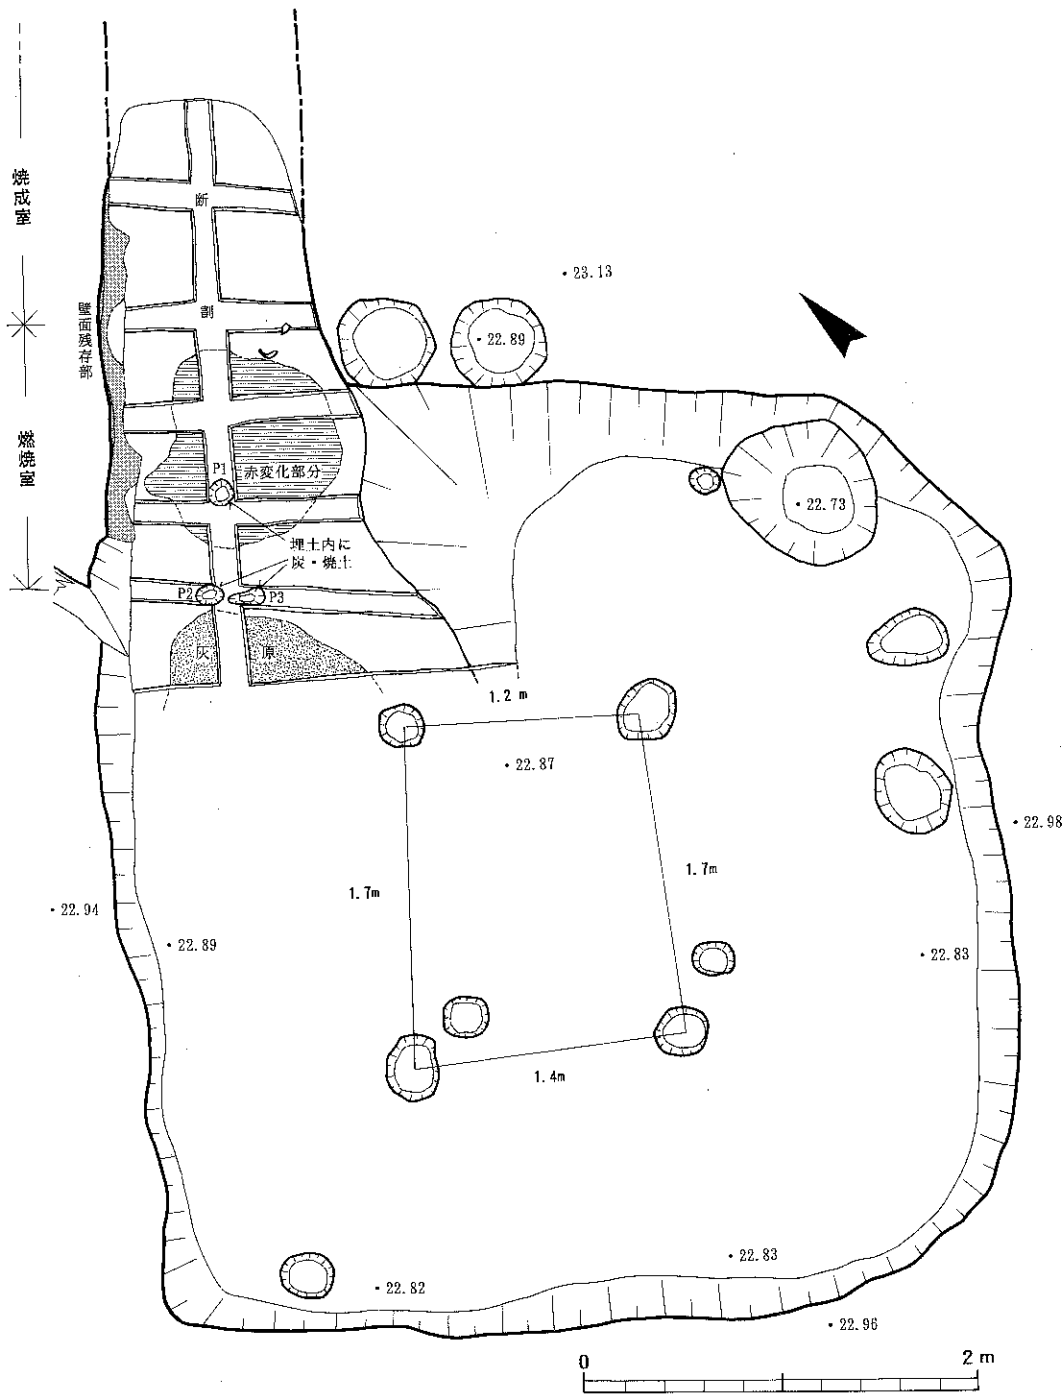 焼成室
燃焼室
壁面残存部
断
割
P1
赤変化部分
埋土内に
炭・焼土
P2
P3
灰
原
23.13
22.89
22.73
1.2 m
22.87
1.7m
1.7m
22.98
22.94
22.89
22.83
1.4m
22.83
22.82
22.96
0
2 m